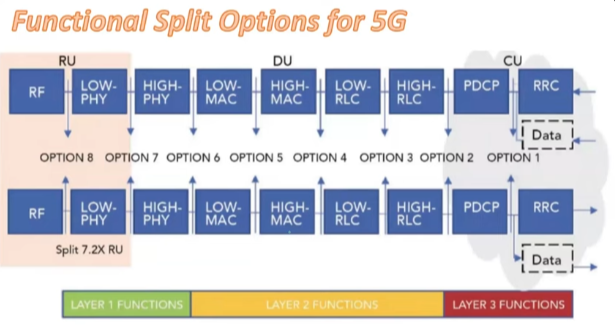 Functional Split Options for 5G
RU DU CU
RF LOW-PHY HIGH-PHY LOW-MAC HIGH-MAC LOW-RLC HIGH-RLC PDCP RRC
Data
OPTION 8 OPTION 7 OPTION 6 OPTION 5 OPTION 4 OPTION 3 OPTION 2 OPTION 1
RF LOW-PHY HIGH-PHY LOW-MAC HIGH-MAC LOW-RLC HIGH-RLC PDCP RRC
Split 7.2X RU
Data
LAYER 1 FUNCTIONS LAYER 2 FUNCTIONS LAYER 3 FUNCTIONS